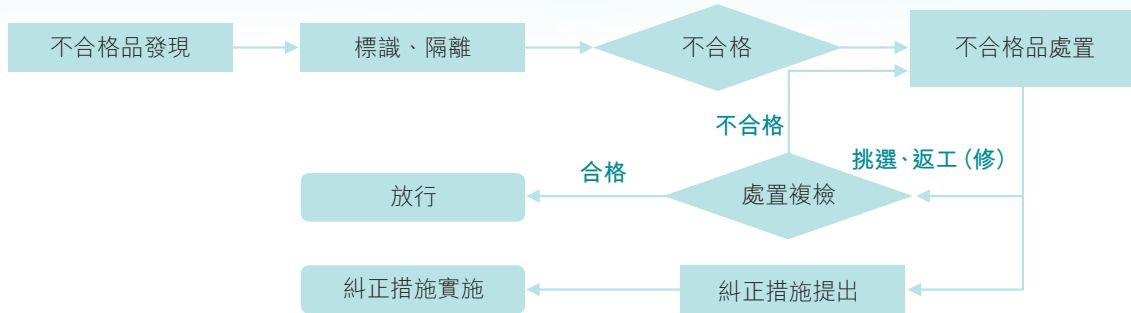 不合格品發現
標識、隔離
不合格
不合格品處置
不合格
挑選、返工(修)
合格
放行
處置複檢
糾正措施實施
糾正措施提出